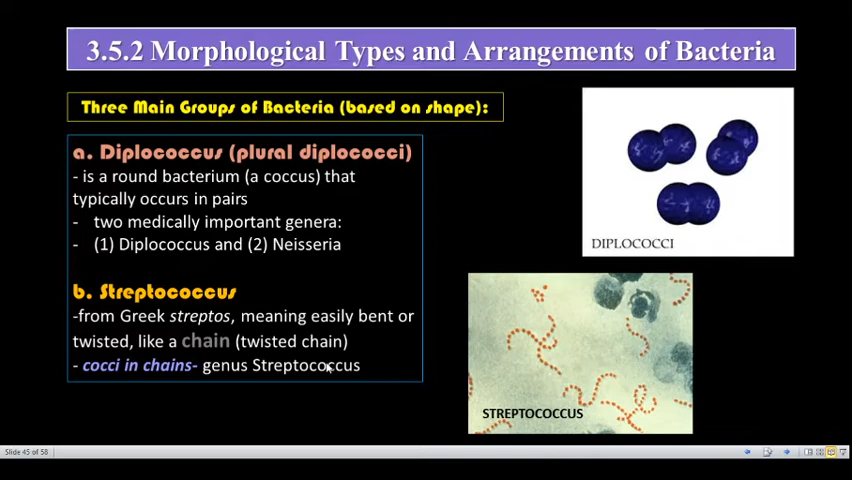 3.5.2 Morphological Types and Arrangements of Bacteria
Three Main Groups of Bacteria (based on shape):
a. Diplococcus (plural diplococci)
- is a round bacterium (a coccus) that
typically occurs in pairs
- two medically important genera:
- (1) Diplococcus and (2) Neisseria
b. Streptococcus
-from Greek streptos, meaning easily bent or
twisted, like a chain (twisted chain)
- cocci in chains- genus Streptococcus
DIPLOCOCCI
STREPTOCOCCUS
Slide 45 of 58